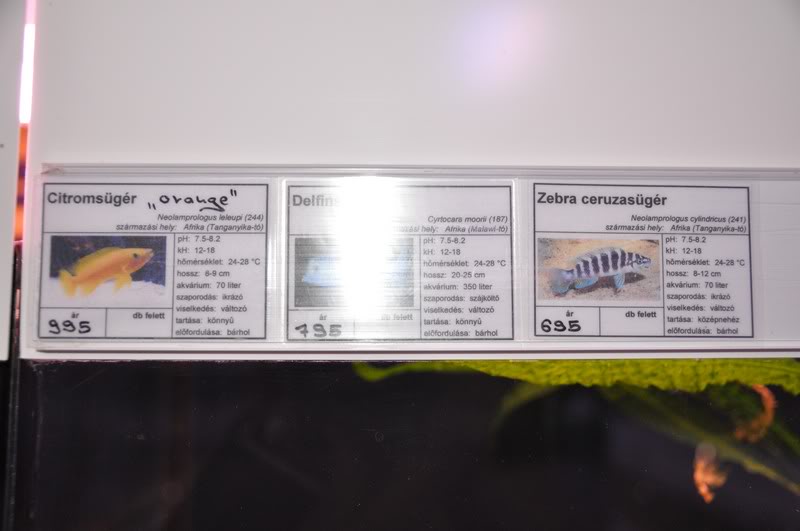 Citromsügér „orange"
Neolamprologus leleupi (244)
származási hely: Afrika (Tanganyika-tó)
pH: 7.5-8.2
kH: 12-18
hőmérséklet: 24-28 °C
hossz: 6-9 cm
akvárium: 70 liter
szaporodás: ikrázó
viselkedés: változó
tartása: könnyű
előfordulása: bárhol
ár
db felett
995
Cyrtocara moorii (187)
hely: Afrika (Malawi-tó)
pH: 7.5-8.2
kH: 12-18
hőmérséklet: 24-28 °C
hossz: 20-25 cm
akvárium: 350 liter
szaporodás: szájköltő
viselkedés: változó
tartása: könnyű
előfordulása: bárhol
ár
db felett
795
Zebra ceruzasügér
Neolamprologus cylindricus (241)
származási hely: Afrika (Tanganyika-tó)
pH: 7.5-8.2
kH: 12-18
hőmérséklet: 24-28 °C
hossz: 8-12 cm
akvárium: 70 liter
szaporodás: ikrázó
viselkedés: változó
tartása: középnehéz
előfordulása: bárhol
ár
db felett
695